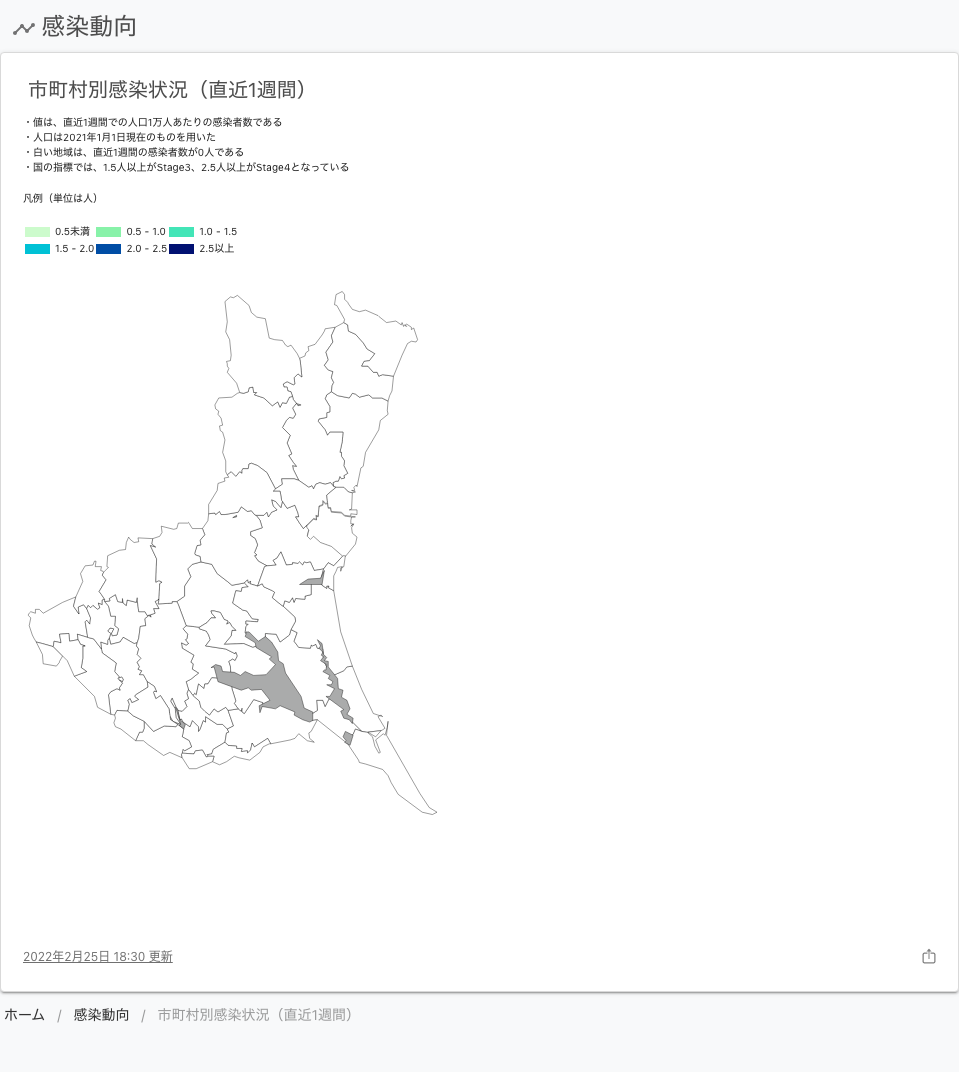 感染動向
市町村別感染状況（直近1週間）
・値は、直近1週間での人口1万人あたりの感染者数である
・人口は2021年1月1日現在のものを用いた
・白い地域は、直近1週間の感染者数が0人である
・国の指標では、1.5人以上がStage3、2.5人以上がStage4となっている
凡例（単位は人）
0.5未満 0.5 - 1.0 1.0 - 1.5
1.5 - 2.0 2.0 - 2.5 2.5以上
2022年2月25日 18:30 更新
ホーム / 感染動向 / 市町村別感染状況（直近1週間）